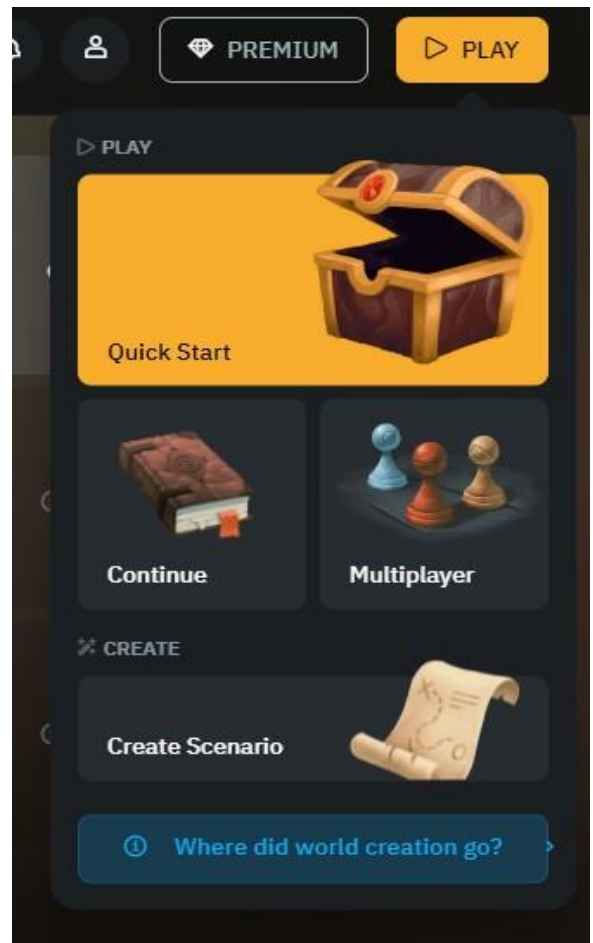 PREMIUM
PLAY
PLAY
Quick Start
Continue
Multiplayer
CREATE
Create Scenario
Where did world creation go?